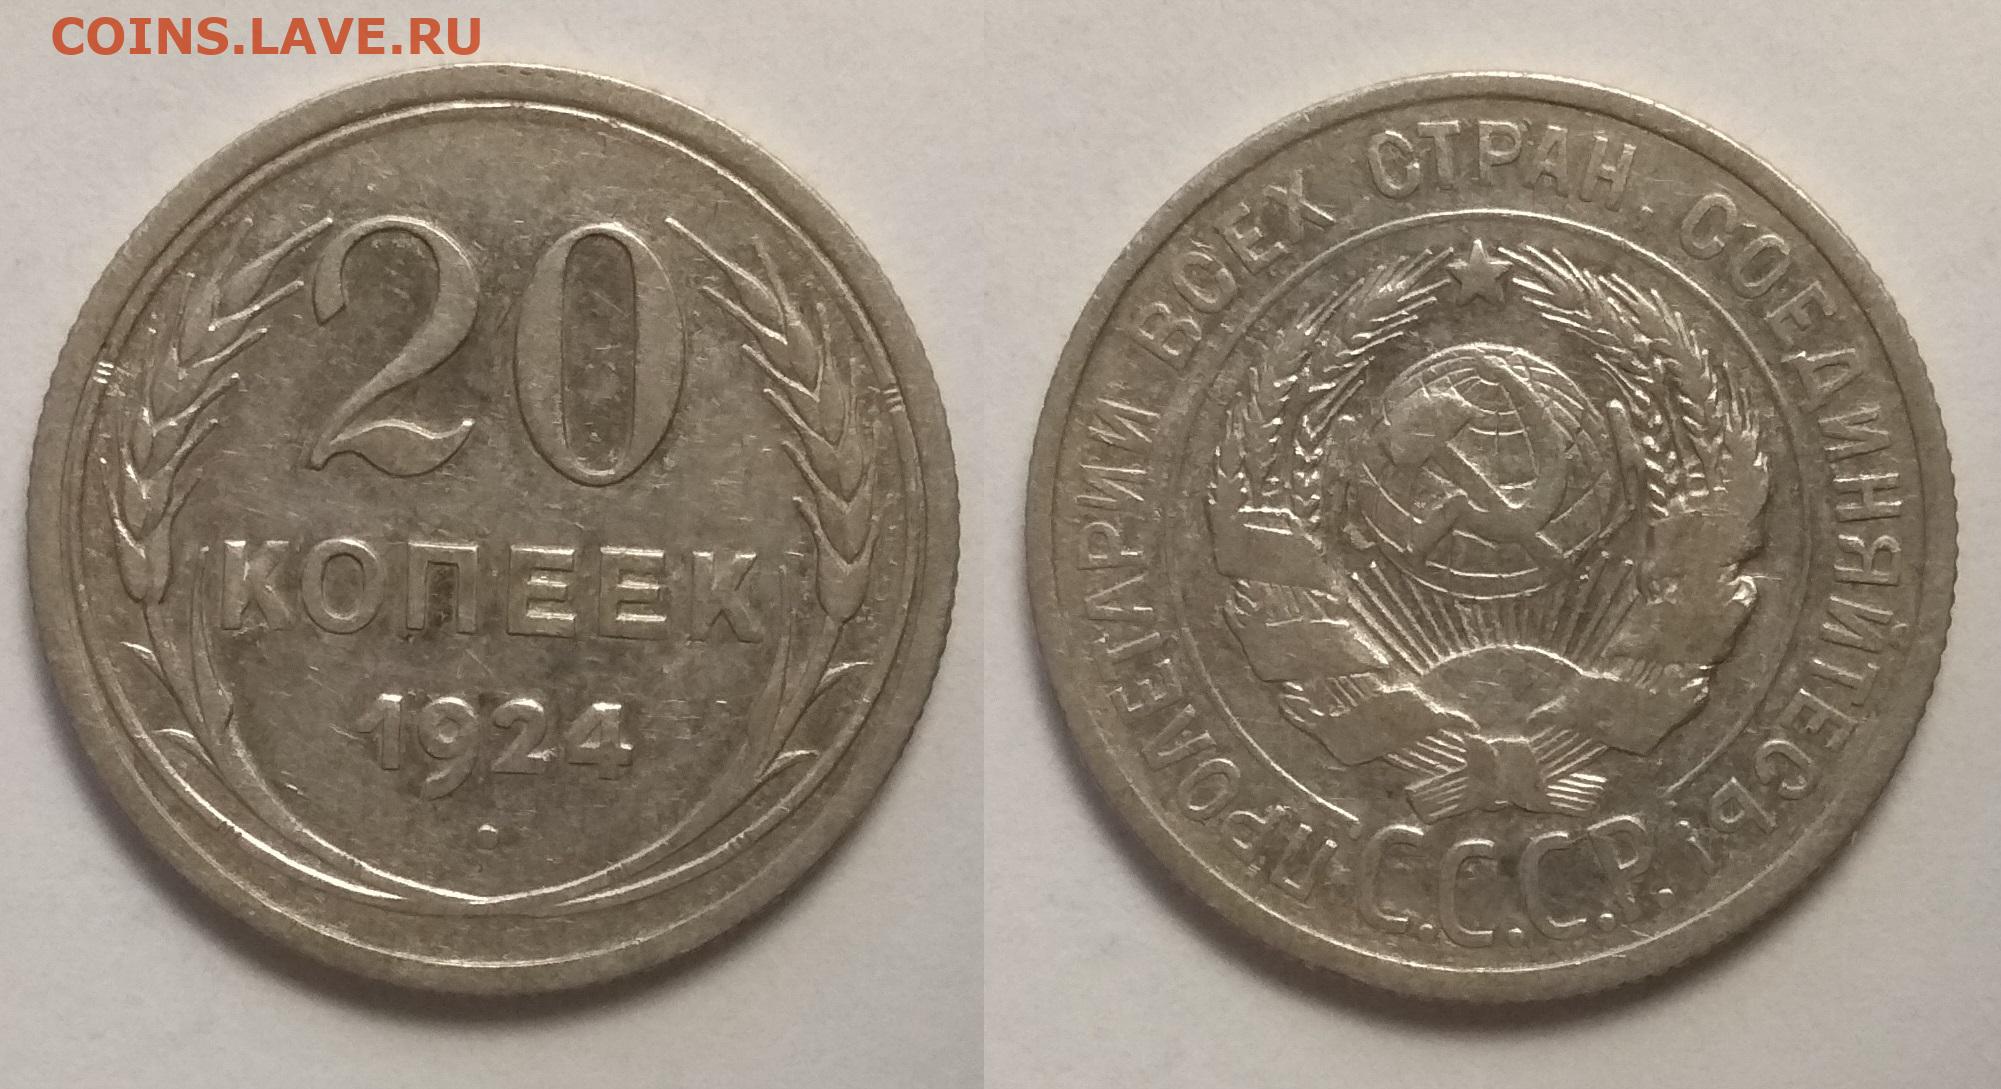 COINS.LAVE.RU
20
КОПЕЕК
1924
ПРОЛЕТАРИИ ВСЕХ СТРАН, СОЕДИНЯЙТЕСЬ!
С.С.С.Р.